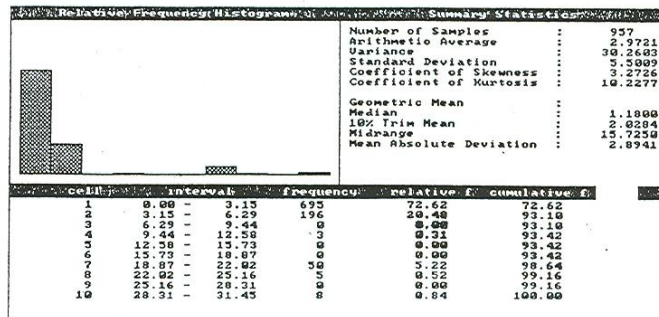 Relative Frequency Histogram
Summary Statistics
Number of Samples : 957
Arithmetic Average : 2.9721
Variance : 30.2603
Standard Deviation : 5.5009
Coefficient of Skewness : 3.2726
Coefficient of Kurtosis : 10.2277
Geometric Mean :
Median : 1.1800
10% Trim Mean : 2.0284
Midrange : 15.7250
Mean Absolute Deviation : 2.8941
cell interval frequency relative f. cumulative f.
1 0.00 - 3.15 695 72.62 72.62
2 3.15 - 6.29 196 20.48 93.10
3 6.29 - 9.44 0 0.00 93.10
4 9.44 - 12.58 3 0.31 93.42
5 12.58 - 15.73 0 0.00 93.42
6 15.73 - 18.87 0 0.00 93.42
7 18.87 - 22.02 50 5.22 98.64
8 22.02 - 25.16 5 0.52 99.16
9 25.16 - 28.31 0 0.00 99.16
10 28.31 - 31.45 8 0.84 100.00